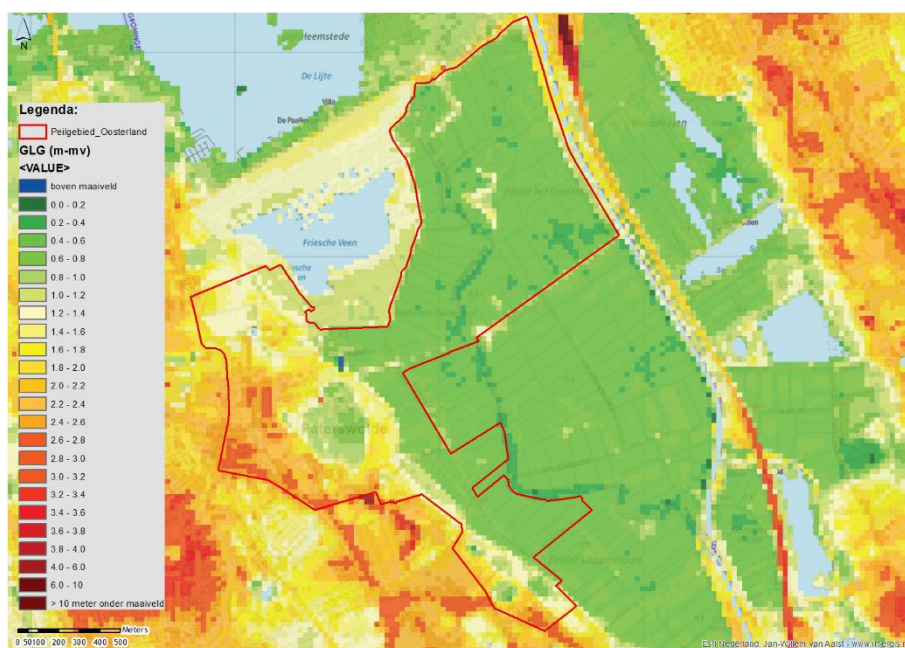 GRONINGE
N
Heemstede
De Lijte
Villa
De Paalko
Legenda:
Peilgebied_Oosterland
GLG (m-mv)
<VALUE>
boven maaiveld
0.0 - 0.2
0.2 - 0.4
0.4 - 0.6
0.6 - 0.8
0.8 - 1.0
1.0 - 1.2
1.2 - 1.4
1.4 - 1.6
1.6 - 1.8
1.8 - 2.0
2.0 - 2.2
2.2 - 2.4
2.4 - 2.6
2.6 - 2.8
2.8 - 3.0
3.0 - 3.2
3.2 - 3.4
3.4 - 3.6
3.6 - 3.8
3.8 - 4.0
4.0 - 6.0
6.0 - 10
> 10 meter onder maaiveld
Friesche Veen
Paterswolde
Polder Lappenvoort
Meters
0 50100 200 300 400 500
Esri Nederland, Jan-Willem van Aalst - www.imergis.n